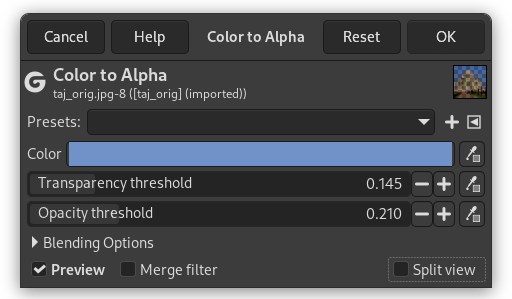 Cancel Help Color to Alpha Reset OK
Color to Alpha
taj_orig.jpg-8 ([taj_orig] (imported))
Presets:
Color
Transparency threshold 0.145
Opacity threshold 0.210
Blending Options
Preview Merge filter Split view